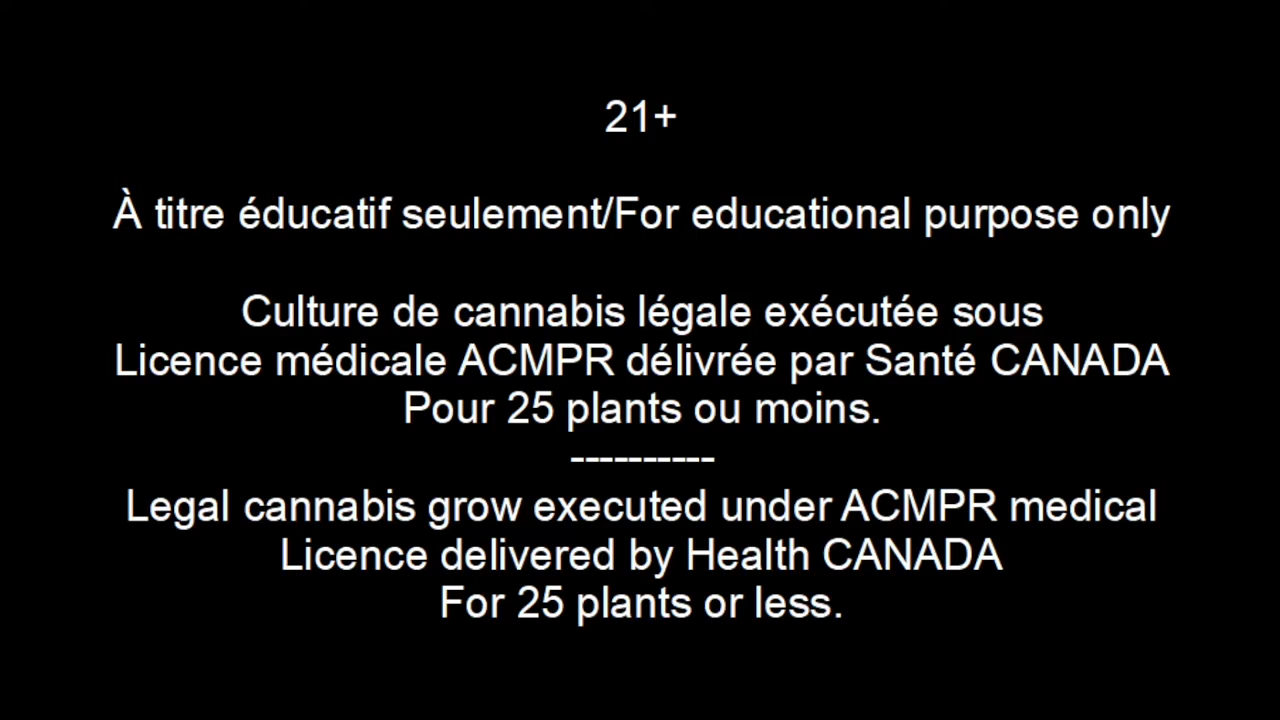 21+
À titre éducatif seulement/For educational purpose only
Culture de cannabis légale exécutée sous
Licence médicale ACMPR délivrée par Santé CANADA
Pour 25 plants ou moins.
----------
Legal cannabis grow executed under ACMPR medical
Licence delivered by Health CANADA
For 25 plants or less.